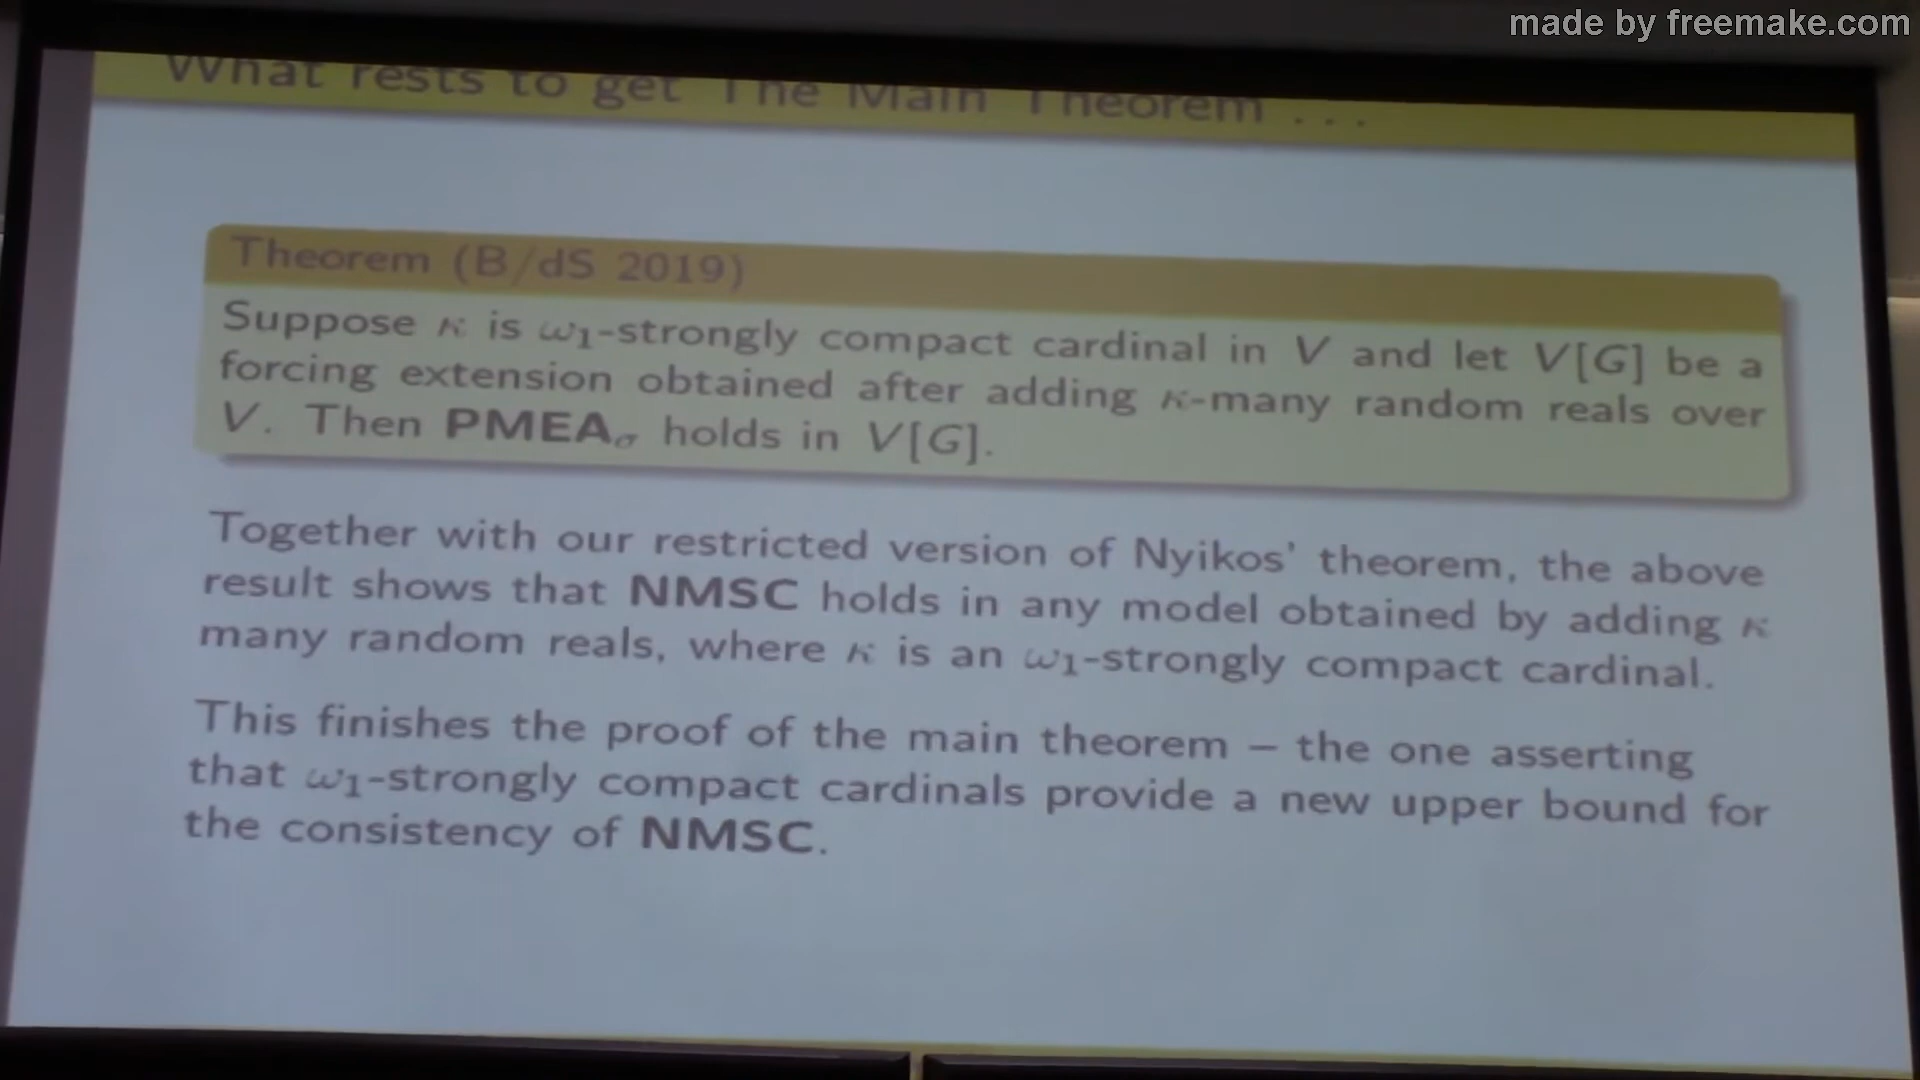 made by freemake.com
What rests to get The Main Theorem . . .
Theorem (B/dS 2019)
Suppose κ is ω₁-strongly compact cardinal in V and let V[G] be a
forcing extension obtained after adding κ-many random reals over
V. Then PMEAσ holds in V[G].
Together with our restricted version of Nyikos' theorem, the above
result shows that NMSC holds in any model obtained by adding κ
many random reals, where κ is an ω₁-strongly compact cardinal.
This finishes the proof of the main theorem – the one asserting
that ω₁-strongly compact cardinals provide a new upper bound for
the consistency of NMSC.